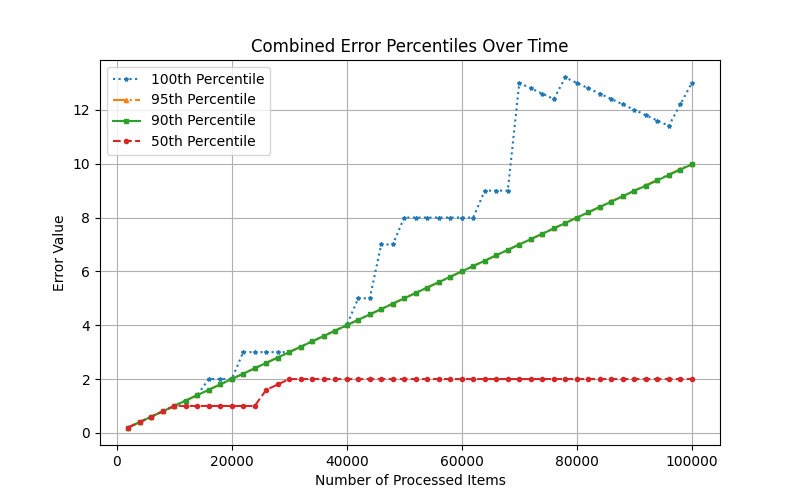 Combined Error Percentiles Over Time
100th Percentile
95th Percentile
90th Percentile
50th Percentile
Error Value
12
10
8
6
4
2
0
0 20000 40000 60000 80000 100000
Number of Processed Items